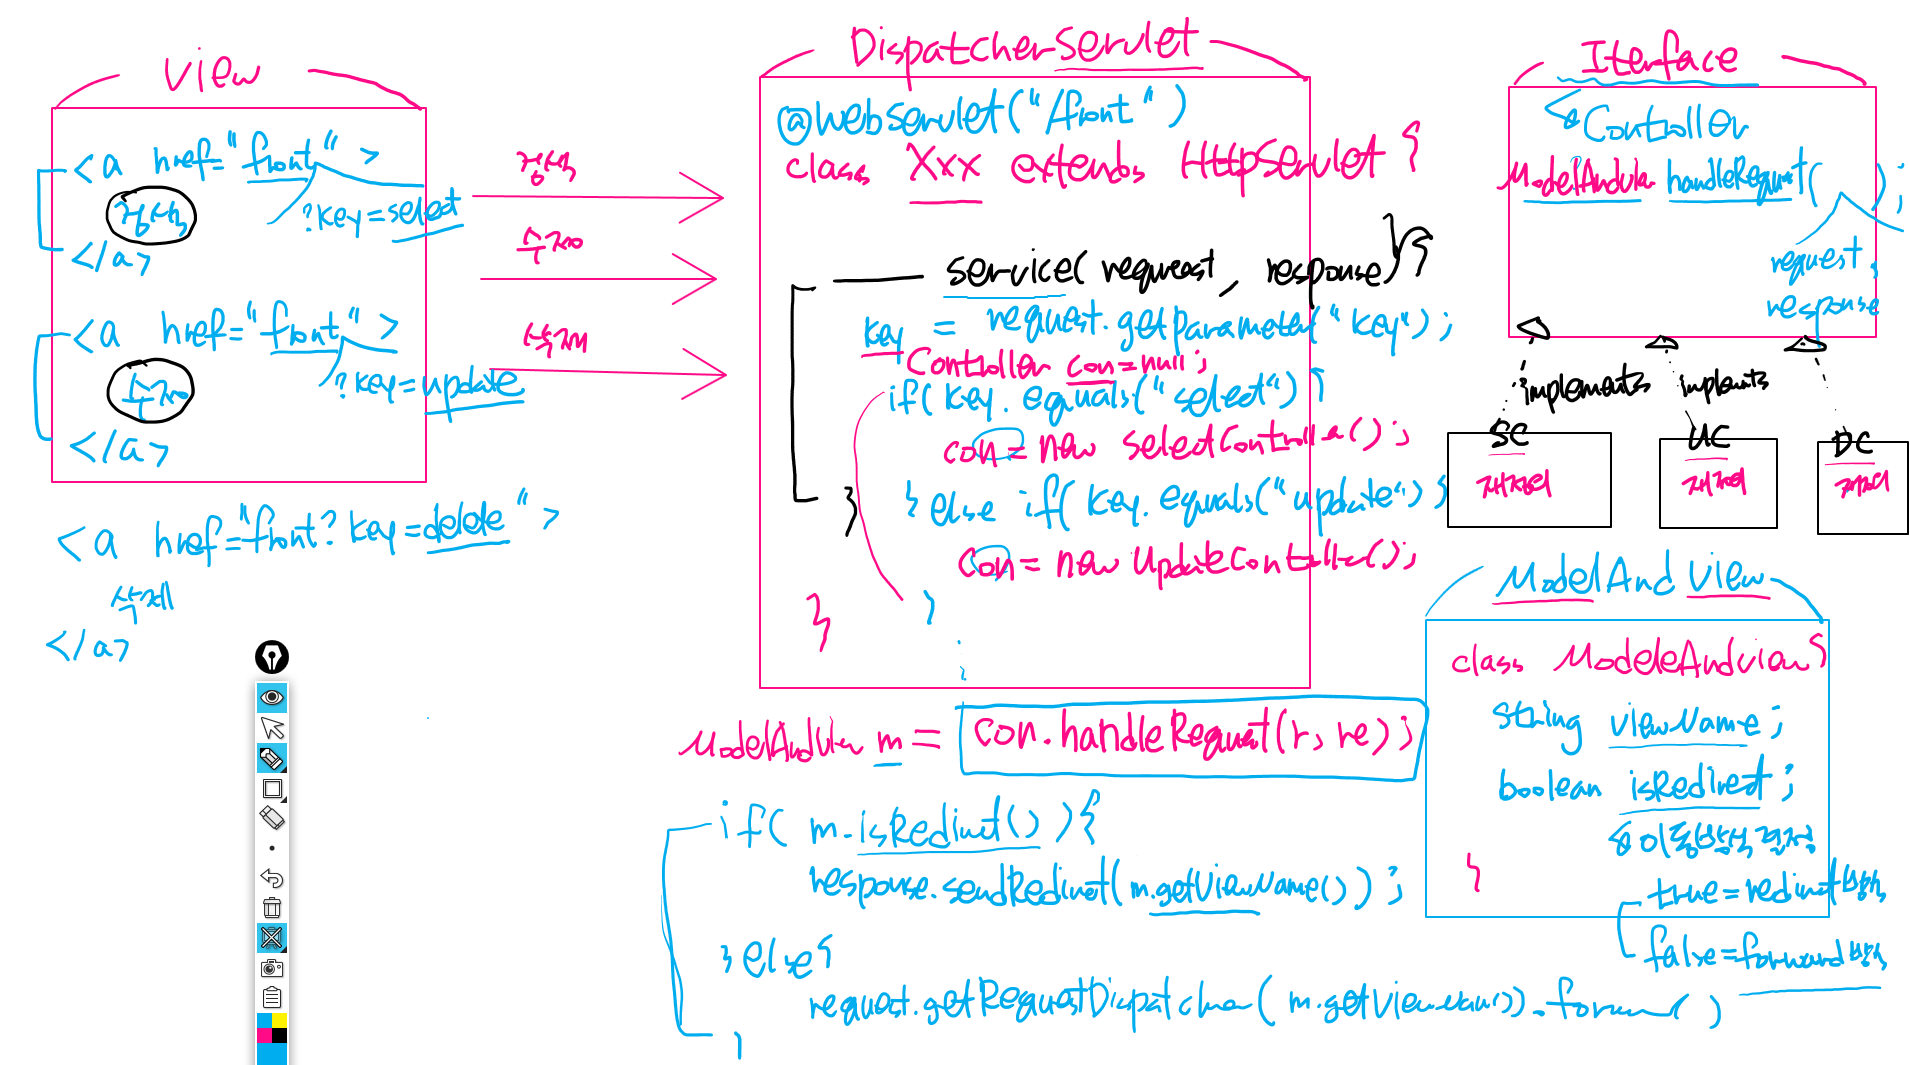 view
<a href="front">
?key=select
검색
</a>
<a href="front">
?key=update
수정
</a>
<a href="front?key=delele">
삭제
</a>
검색
수정
삭제
DispatcherServlet
@WebServlet("/front")
class Xxx extends HttpServlet {
service(request, response){
key = request.getParameter("key");
Controller con=null;
if(key.equals("select"){
con=new SelectController();
}else if(key.equals("update"){
con=new UpdateController();
}
}
}
ModelAndView m = con.handleRequest(r, re);
if( m.isRedirect() ){
response.sendRedirect(m.getViewName());
}else{
request.getRequestDispatcher(m.getViewName()).forward()
}
Iterface
Controller
ModelAndView handleRequest( );
request,
response
implements
implements
SC
재정의
UC
재정의
DC
재정의
ModelAndView
class ModeleAndView{
String viewName;
boolean isRedirect;
이동방식 결정
true=redirect방식
false=forward방식
}